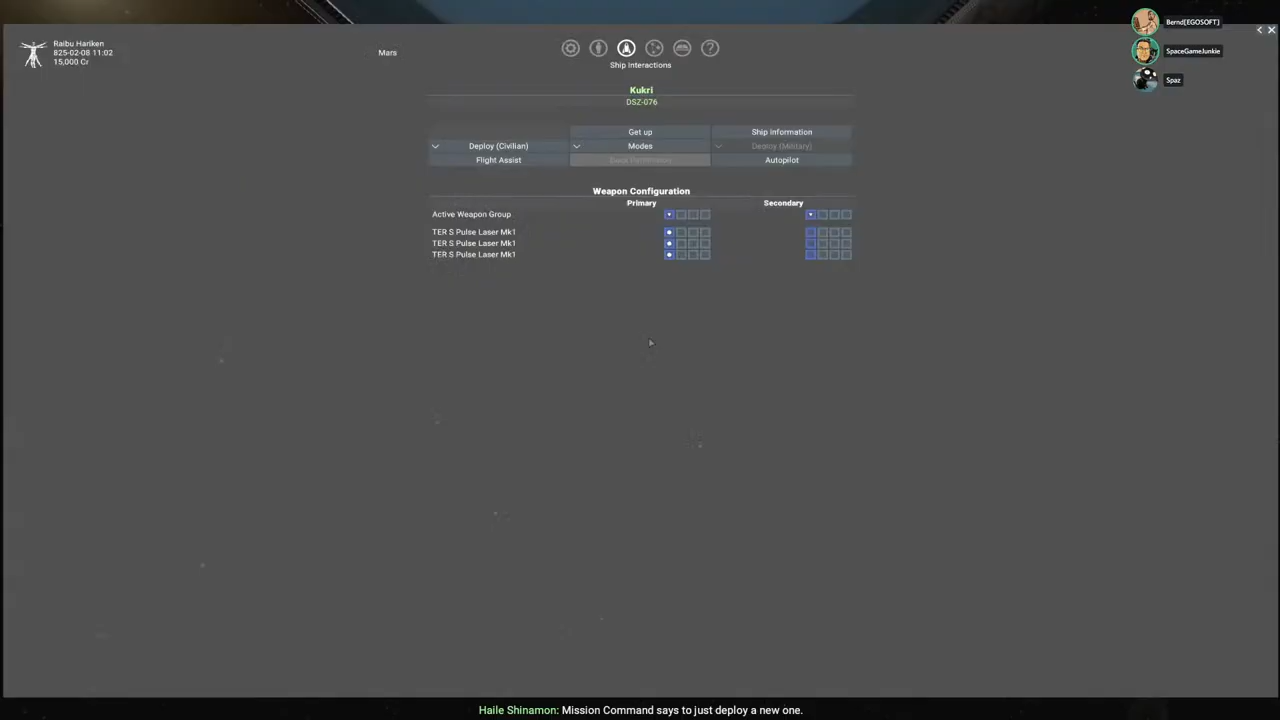 Raibu Hariken
825-02-08 11:02
15,000 Cr
Mars
Ship Interactions
Bernd[EGOSOFT]
SpaceGameJunkie
Spaz
Kukri
DSZ-076
Get up
Ship Information
Deploy (Civilian)
Modes
Deploy (Military)
Flight Assist
Autopilot
Weapon Configuration
Primary
Secondary
Active Weapon Group
TER S Pulse Laser Mk1
TER S Pulse Laser Mk1
TER S Pulse Laser Mk1
Haile Shinamon: Mission Command says to just deploy a new one.